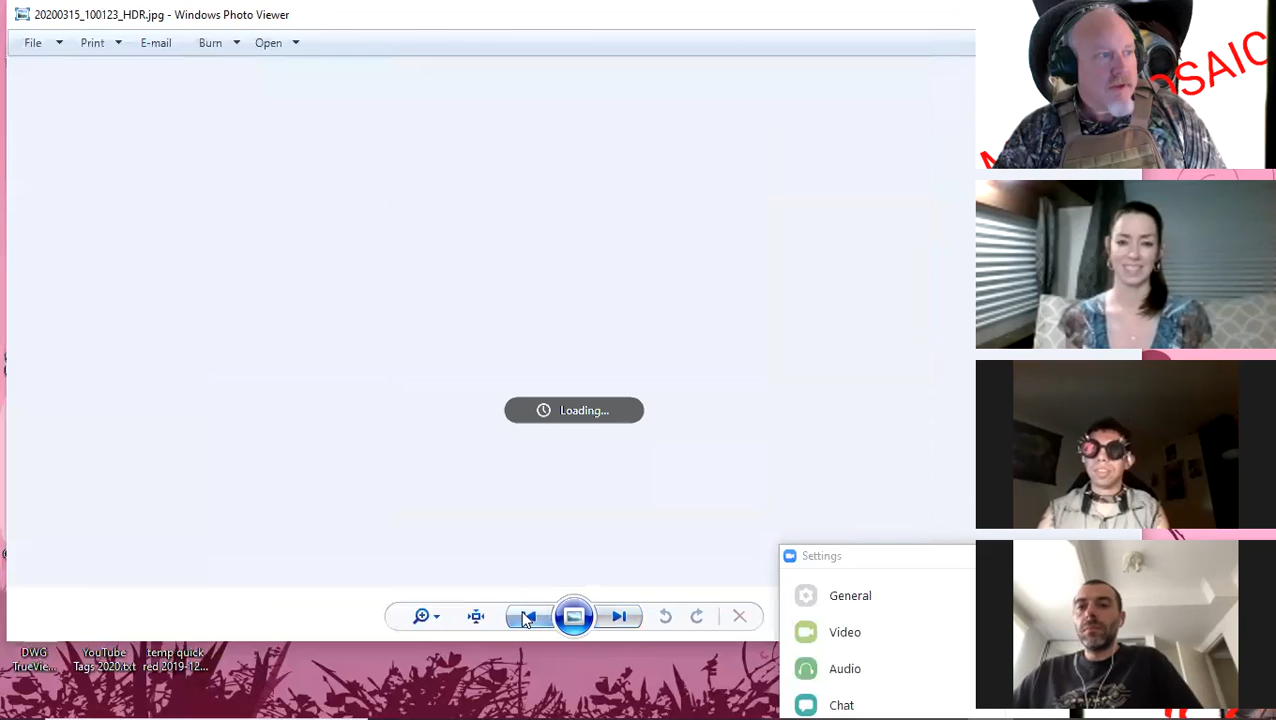 20200315_100123_HDR.jpg - Windows Photo Viewer
File Print E-mail Burn Open
OSAIC
Loading...
Settings
General
Video
Audio
Chat
DWG TrueVie...
YouTube Tags 2020.txt
temp quick red 2019-12...